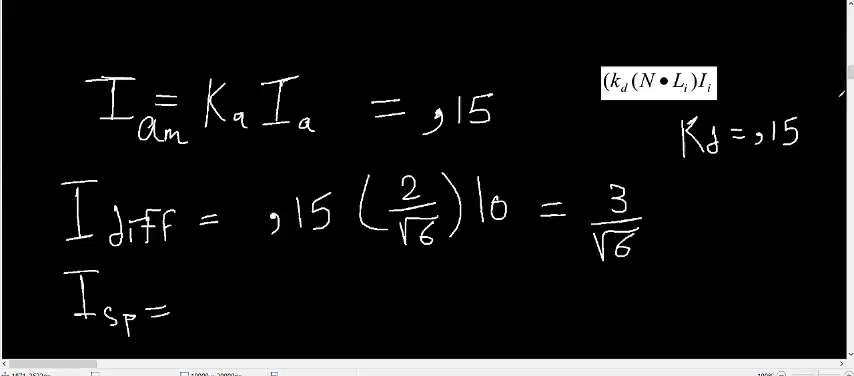 I_am = K_a I_a = ,15
(k_d (N • L_i) I_i
K_d = ,15
I_diff = ,15 (2/√6) 10 = 3/√6
I_sp =